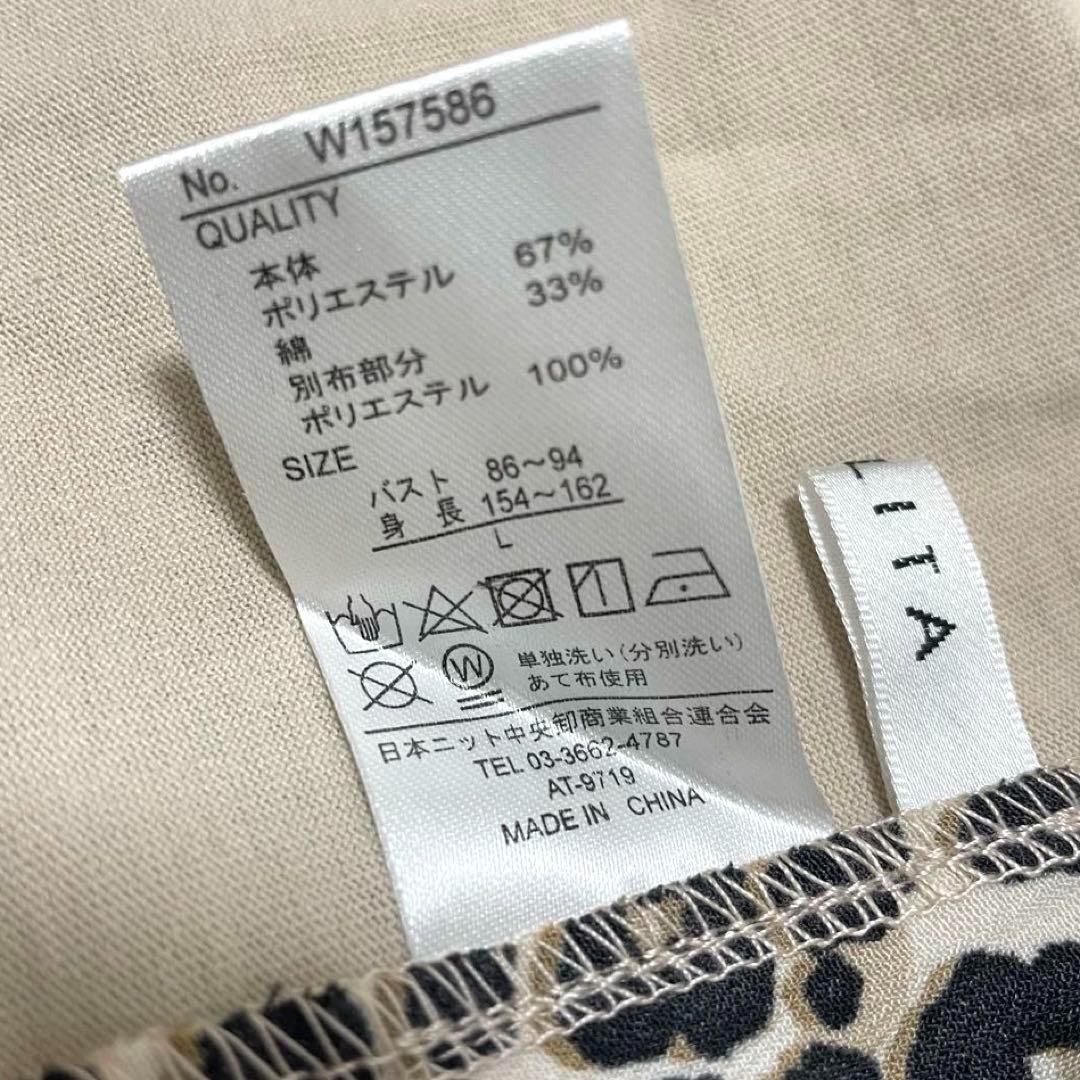 No. W157586
QUALITY
本体
ポリエステル 67%
綿 33%
別布部分
ポリエステル 100%
SIZE
バスト 86～94
身 長 154～162
L
W 単独洗い(分別洗い)
あて布使用
日本ニット中央卸商業組合連合会
TEL 03-3662-4787
AT-9719
MADE IN CHINA
ITA